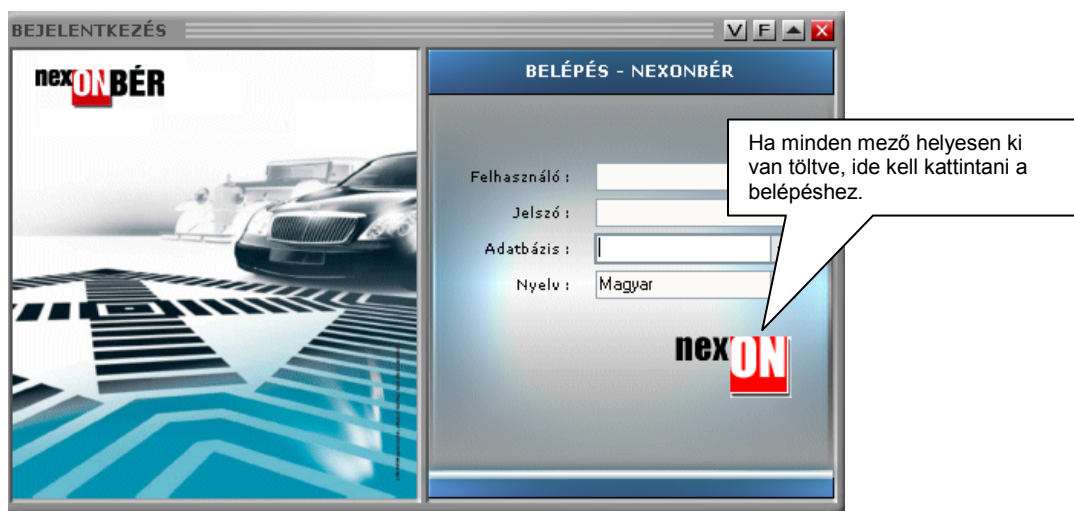 BEJELENTKEZÉS
V F
nexONBÉR
BELÉPÉS - NEXONBÉR
Ha minden mező helyesen ki
van töltve, ide kell kattintani a
belépéshez.
Felhasználó :
Jelszó :
Adatbázis :
Nyelv : Magyar
nexON